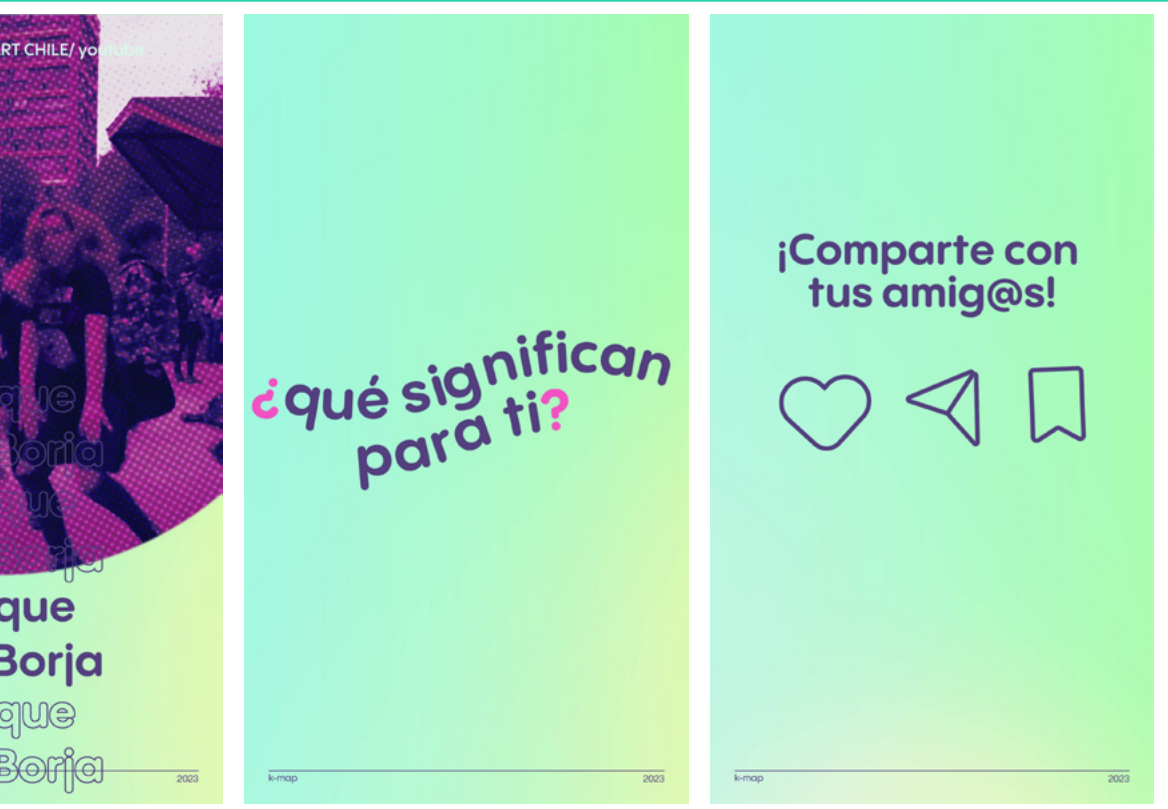 RT CHILE/ youtube
que
Borja
que
rja
que
Borja
que
Borja
2023
¿qué significan
para ti?
k-map
2023
¡Comparte con
tus amig@s!
k-map
2023